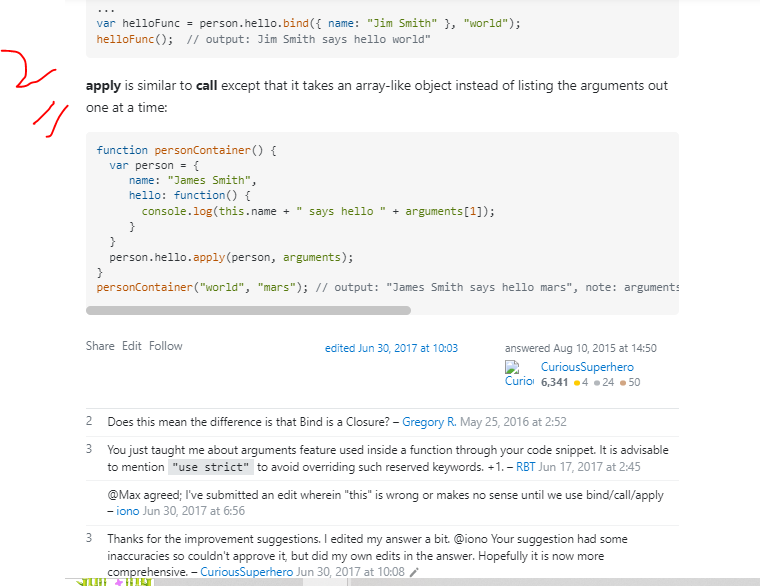 ...
var helloFunc = person.hello.bind({ name: "Jim Smith" }, "world");
helloFunc();  // output: Jim Smith says hello world"
apply is similar to call except that it takes an array-like object instead of listing the arguments out
one at a time:
function personContainer() {
  var person = {
     name: "James Smith",
     hello: function() {
       console.log(this.name + " says hello " + arguments[1]);
     }
  }
  person.hello.apply(person, arguments);
}
personContainer("world", "mars"); // output: "James Smith says hello mars", note: arguments
Share Edit Follow
edited Jun 30, 2017 at 10:03
answered Aug 10, 2015 at 14:50
CuriousSuperhero
Curio 6,341 4 24 50
2 Does this mean the difference is that Bind is a Closure? – Gregory R. May 25, 2016 at 2:52
3 You just taught me about arguments feature used inside a function through your code snippet. It is advisable
to mention "use strict" to avoid overriding such reserved keywords. +1. – RBT Jun 17, 2017 at 2:45
@Max agreed; I've submitted an edit wherein "this" is wrong or makes no sense until we use bind/call/apply
– iono Jun 30, 2017 at 6:56
3 Thanks for the improvement suggestions. I edited my answer a bit. @iono Your suggestion had some
inaccuracies so couldn't approve it, but did my own edits in the answer. Hopefully it is now more
comprehensive. – CuriousSuperhero Jun 30, 2017 at 10:08